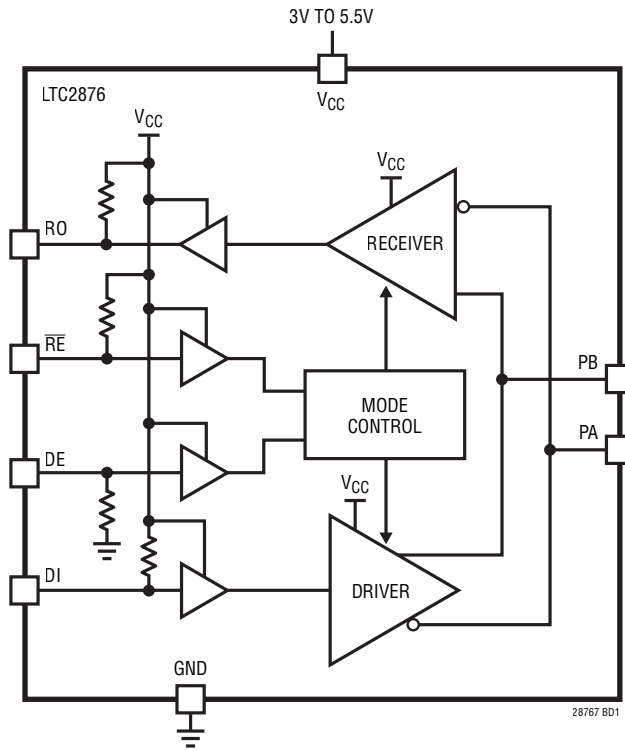 3V TO 5.5V
VCC
LTC2876
VCC
VCC
RO
RECEIVER
RE
PB
MODE
CONTROL
PA
DE
VCC
DI
DRIVER
GND
28767 BD1